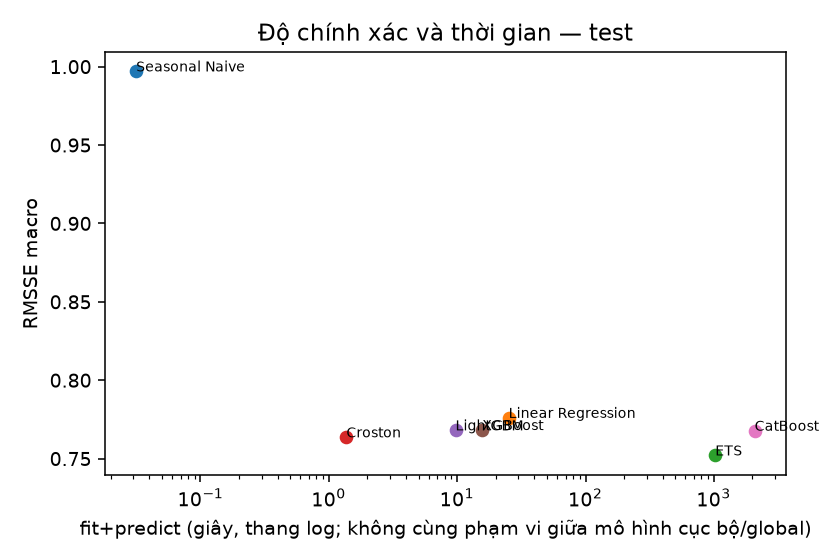 Độ chính xác và thời gian — test
RMSSE macro
1.00
0.95
0.90
0.85
0.80
0.75
Seasonal Naive
Croston
LightGBM
XGBoost
Linear Regression
ETS
CatBoost
10⁻¹
10⁰
10¹
10²
10³
fit+predict (giây, thang log; không cùng phạm vi giữa mô hình cục bộ/global)